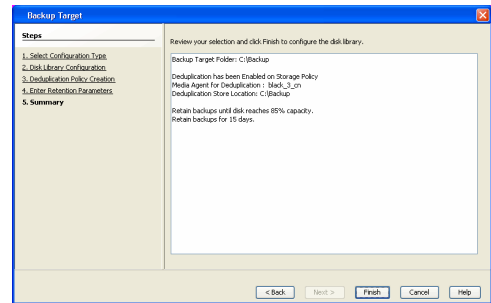 Backup Target
Steps
1. Select Configuration Type
2. Disk Library Configuration
3. Deduplication Policy Creation
4. Enter Retention Parameters
5. Summary
Review your selection and click Finish to configure the disk library.
Backup Target Folder: C:\Backup
Deduplication has been Enabled on Storage Policy
Media Agent for Deduplication : black_3_cn
Deduplication Store Location: C:\Backup
Retain backups until disk reaches 85% capacity.
Retain backups for 15 days.
< Back Next > Finish Cancel Help